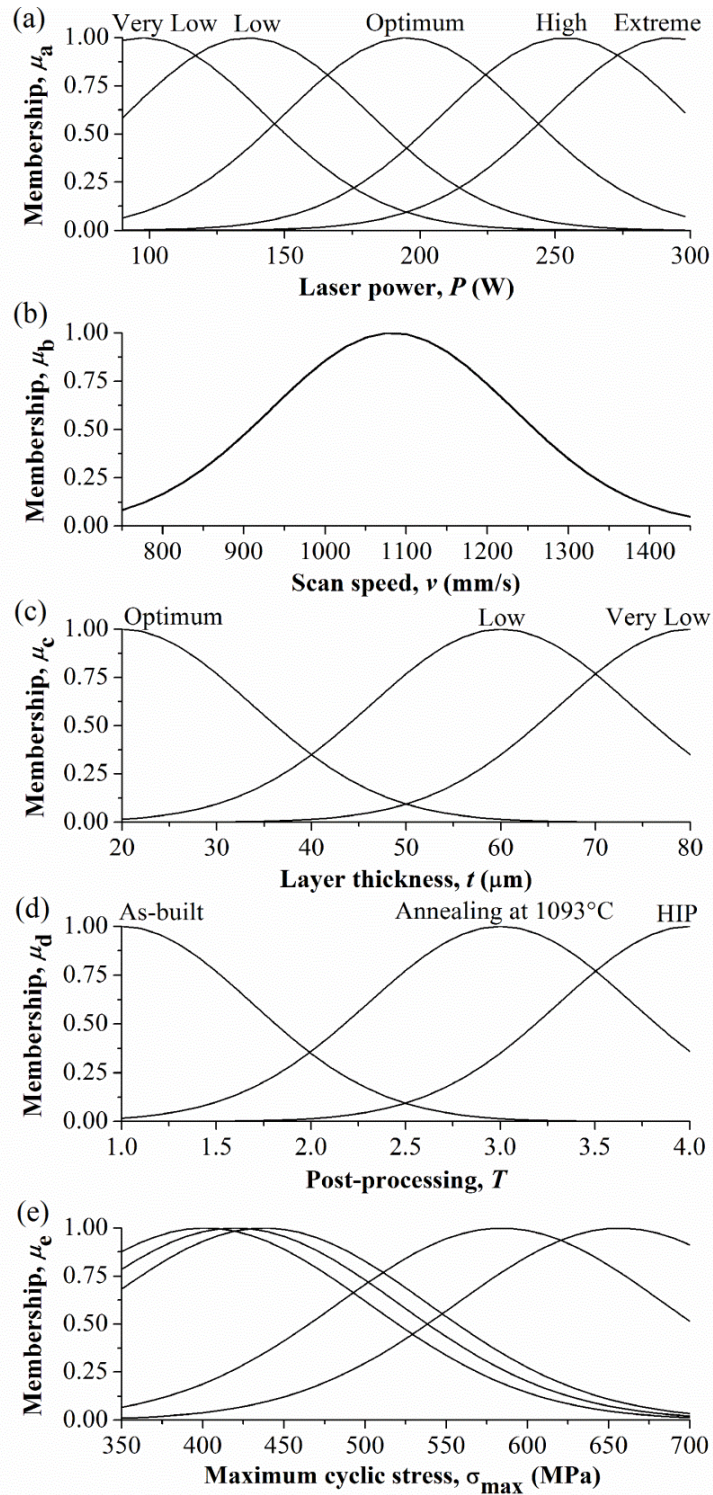 (a)
Very Low Low Optimum High Extreme
1.00
0.75
0.50
0.25
0.00
Membership, μa
100 150 200 250 300
Laser power, P (W)
(b)
1.00
0.75
0.50
0.25
0.00
Membership, μb
800 900 1000 1100 1200 1300 1400
Scan speed, v (mm/s)
(c)
Optimum Low Very Low
1.00
0.75
0.50
0.25
0.00
Membership, μc
20 30 40 50 60 70 80
Layer thickness, t (μm)
(d)
As-built Annealing at 1093°C HIP
1.00
0.75
0.50
0.25
0.00
Membership, μd
1.0 1.5 2.0 2.5 3.0 3.5 4.0
Post-processing, T
(e)
1.00
0.75
0.50
0.25
0.00
Membership, μe
350 400 450 500 550 600 650 700
Maximum cyclic stress, σmax (MPa)